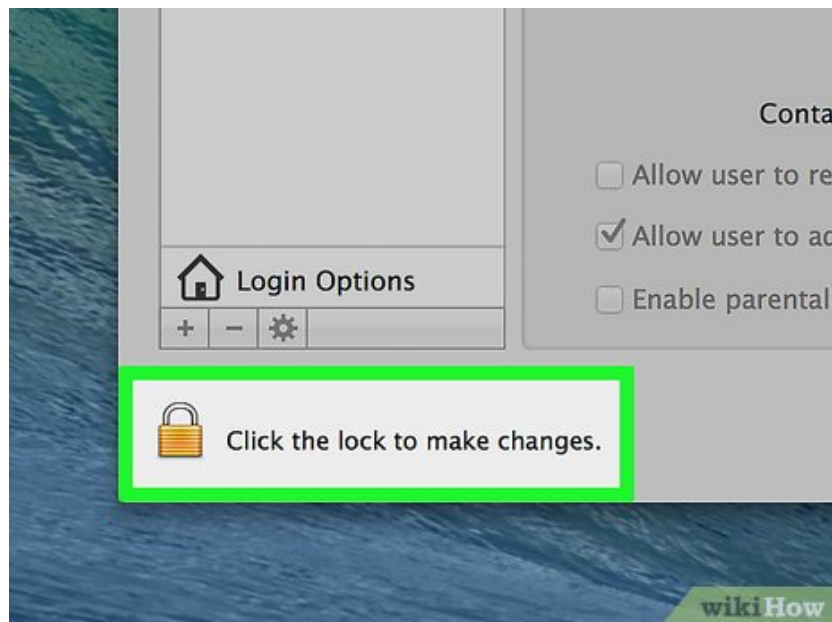 Conta
Allow user to re
Allow user to ad
Enable parental
Login Options
Click the lock to make changes.
wikiHow